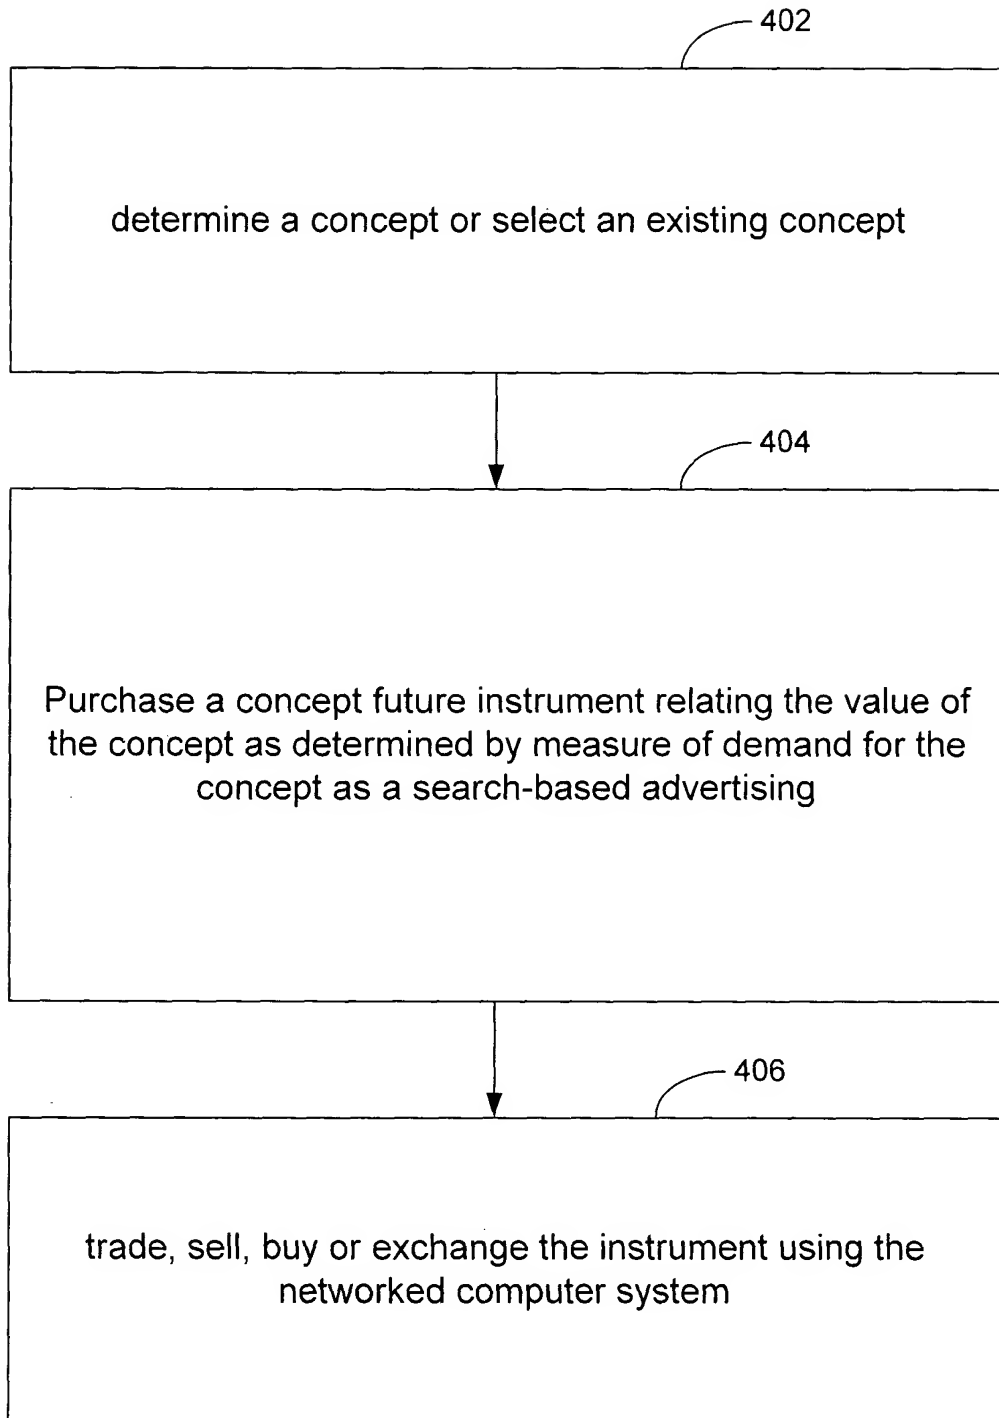 402
determine a concept or select an existing concept
404
Purchase a concept future instrument relating the value of
the concept as determined by measure of demand for the
concept as a search-based advertising
406
trade, sell, buy or exchange the instrument using the
networked computer system